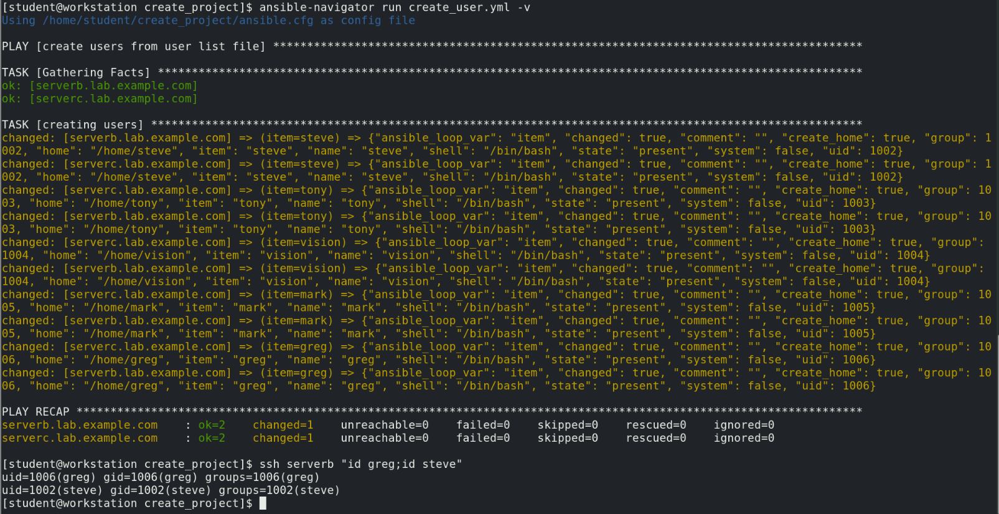 [student@workstation create_project]$ ansible-navigator run create_user.yml -v
Using /home/student/create_project/ansible.cfg as config file
PLAY [create users from user list file] ***************************************************************************************
TASK [Gathering Facts] ********************************************************************************************************
ok: [serverb.lab.example.com]
ok: [serverc.lab.example.com]
TASK [creating users] *********************************************************************************************************
changed: [serverb.lab.example.com] => (item=steve) => {"ansible_loop_var": "item", "changed": true, "comment": "", "create_home": true, "group": 1
002, "home": "/home/steve", "item": "steve", "name": "steve", "shell": "/bin/bash", "state": "present", "system": false, "uid": 1002}
changed: [serverc.lab.example.com] => (item=steve) => {"ansible_loop_var": "item", "changed": true, "comment": "", "create_home": true, "group": 1
002, "home": "/home/steve", "item": "steve", "name": "steve", "shell": "/bin/bash", "state": "present", "system": false, "uid": 1002}
changed: [serverc.lab.example.com] => (item=tony) => {"ansible_loop_var": "item", "changed": true, "comment": "", "create_home": true, "group": 10
03, "home": "/home/tony", "item": "tony", "name": "tony", "shell": "/bin/bash", "state": "present", "system": false, "uid": 1003}
changed: [serverb.lab.example.com] => (item=tony) => {"ansible_loop_var": "item", "changed": true, "comment": "", "create_home": true, "group": 10
03, "home": "/home/tony", "item": "tony", "name": "tony", "shell": "/bin/bash", "state": "present", "system": false, "uid": 1003}
changed: [serverc.lab.example.com] => (item=vision) => {"ansible_loop_var": "item", "changed": true, "comment": "", "create_home": true, "group":
1004, "home": "/home/vision", "item": "vision", "name": "vision", "shell": "/bin/bash", "state": "present", "system": false, "uid": 1004}
changed: [serverb.lab.example.com] => (item=vision) => {"ansible_loop_var": "item", "changed": true, "comment": "", "create_home": true, "group":
1004, "home": "/home/vision", "item": "vision", "name": "vision", "shell": "/bin/bash", "state": "present", "system": false, "uid": 1004}
changed: [serverc.lab.example.com] => (item=mark) => {"ansible_loop_var": "item", "changed": true, "comment": "", "create_home": true, "group": 10
05, "home": "/home/mark", "item": "mark", "name": "mark", "shell": "/bin/bash", "state": "present", "system": false, "uid": 1005}
changed: [serverb.lab.example.com] => (item=mark) => {"ansible_loop_var": "item", "changed": true, "comment": "", "create_home": true, "group": 10
05, "home": "/home/mark", "item": "mark", "name": "mark", "shell": "/bin/bash", "state": "present", "system": false, "uid": 1005}
changed: [serverc.lab.example.com] => (item=greg) => {"ansible_loop_var": "item", "changed": true, "comment": "", "create_home": true, "group": 10
06, "home": "/home/greg", "item": "greg", "name": "greg", "shell": "/bin/bash", "state": "present", "system": false, "uid": 1006}
changed: [serverb.lab.example.com] => (item=greg) => {"ansible_loop_var": "item", "changed": true, "comment": "", "create_home": true, "group": 10
06, "home": "/home/greg", "item": "greg", "name": "greg", "shell": "/bin/bash", "state": "present", "system": false, "uid": 1006}
PLAY RECAP ********************************************************************************************************************
serverb.lab.example.com    : ok=2    changed=1    unreachable=0    failed=0    skipped=0    rescued=0    ignored=0
serverc.lab.example.com    : ok=2    changed=1    unreachable=0    failed=0    skipped=0    rescued=0    ignored=0
[student@workstation create_project]$ ssh serverb "id greg;id steve"
uid=1006(greg) gid=1006(greg) groups=1006(greg)
uid=1002(steve) gid=1002(steve) groups=1002(steve)
[student@workstation create_project]$